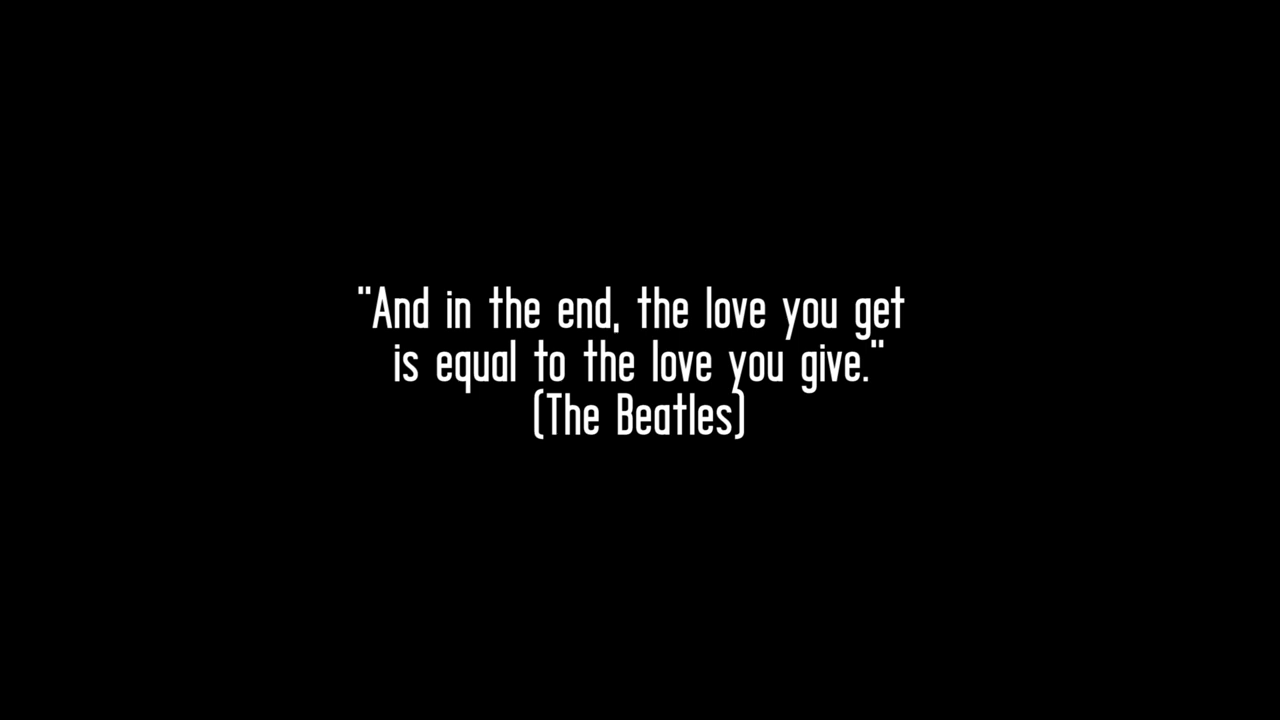 "And in the end, the love you get
is equal to the love you give."
(The Beatles)